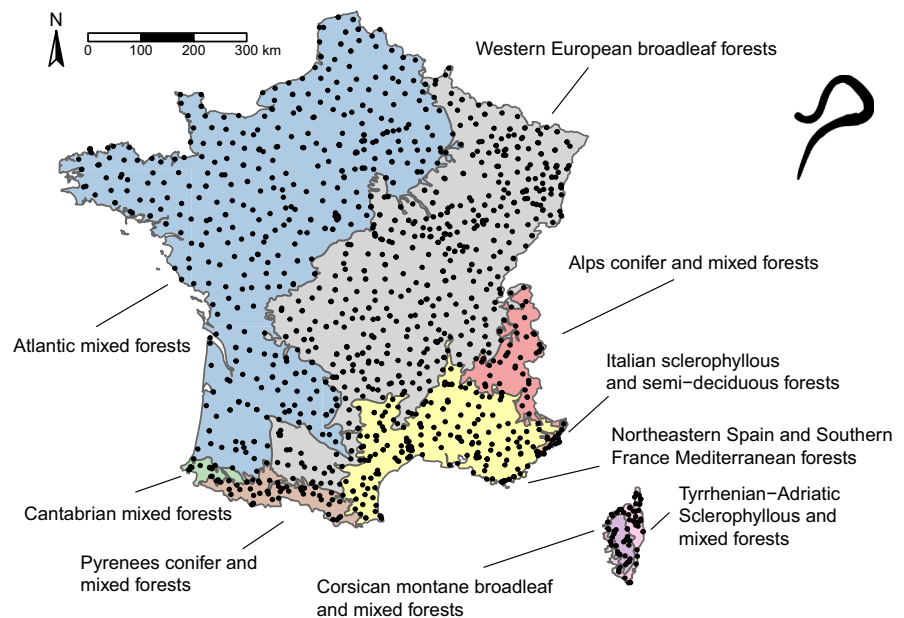 N
0 100 200 300 km
Western European broadleaf forests
Alps conifer and mixed forests
Atlantic mixed forests
Italian sclerophyllous
and semi−deciduous forests
Northeastern Spain and Southern
France Mediterranean forests
Tyrrhenian−Adriatic
Sclerophyllous and
mixed forests
Cantabrian mixed forests
Pyrenees conifer and
mixed forests
Corsican montane broadleaf
and mixed forests